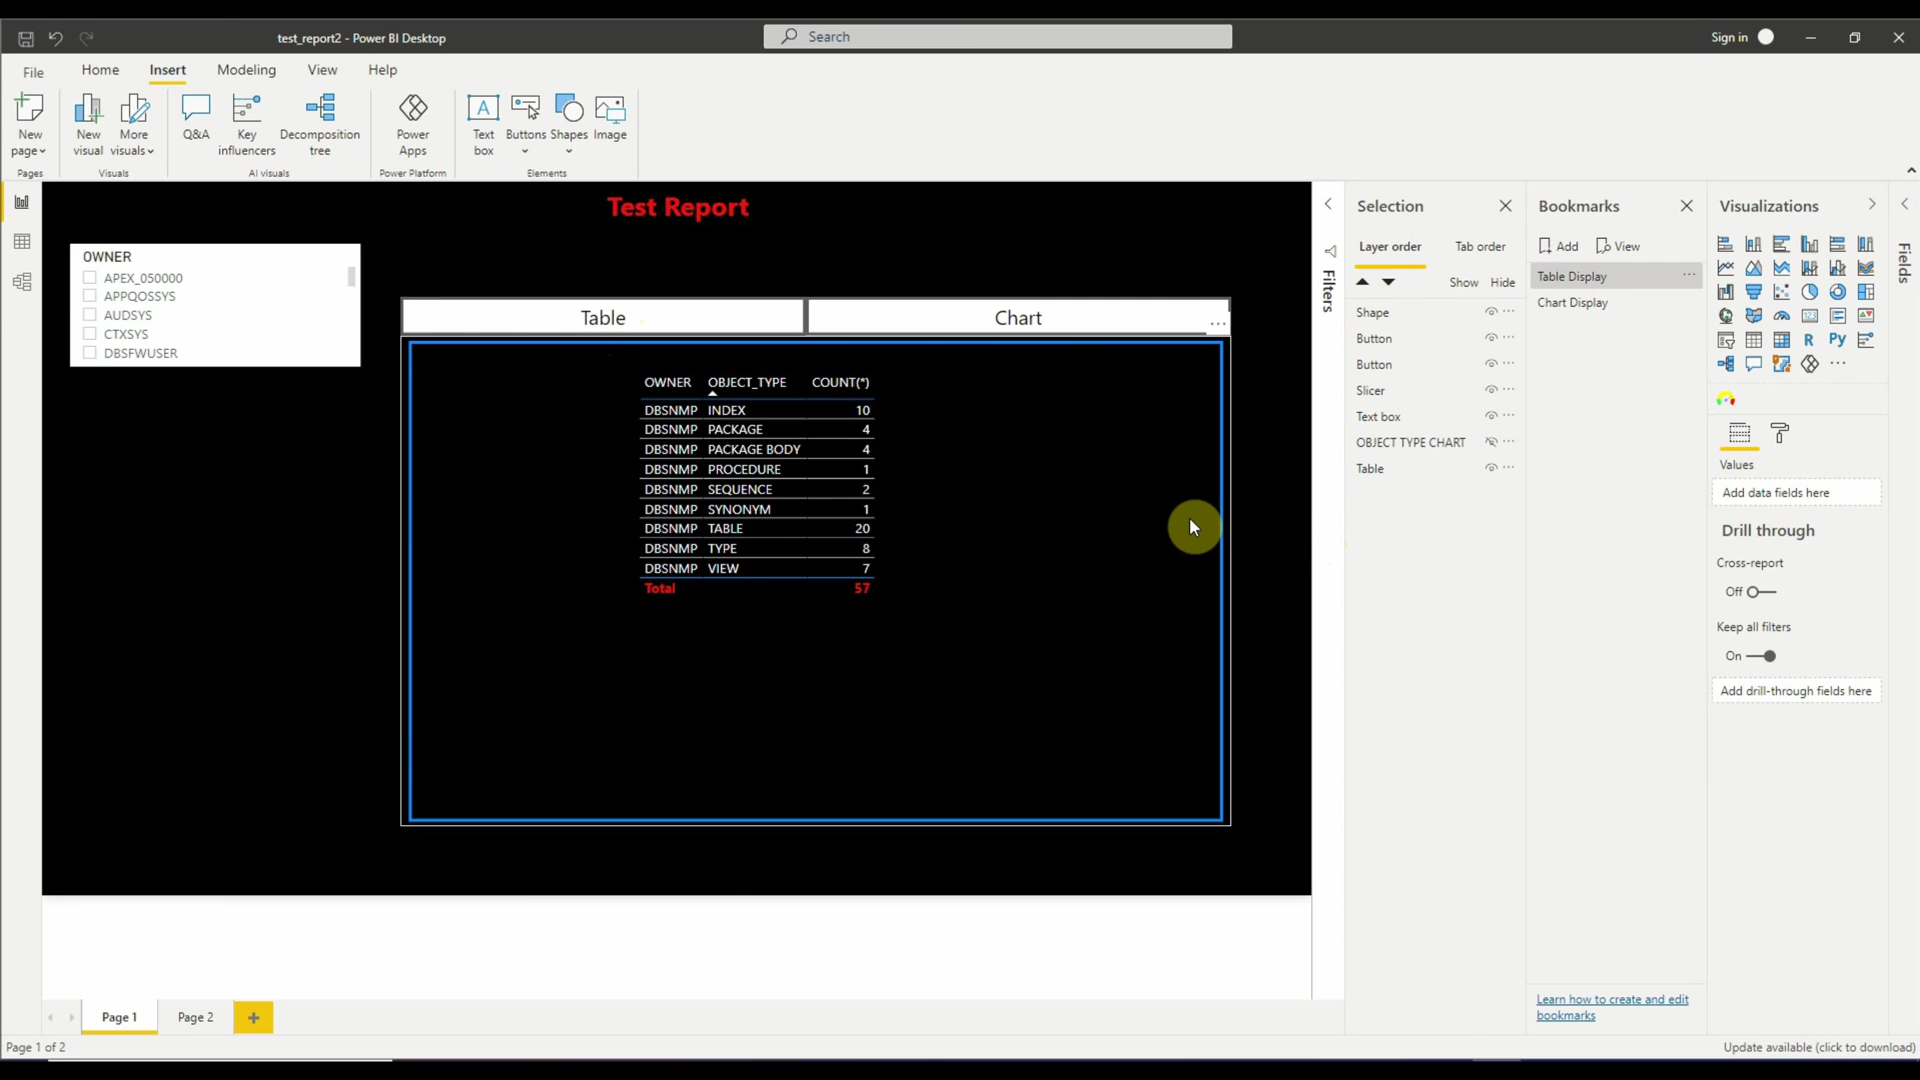 test_report2 - Power BI Desktop
Search
Sign in
File
Home
Insert
Modeling
View
Help
New page
New visual
More visuals
Q&A
Key influencers
Decomposition tree
Power Apps
Text box
Buttons
Shapes
Image
Pages
Visuals
AI visuals
Power Platform
Elements
Test Report
OWNER
APEX_050000
APPQOSSYS
AUDSYS
CTXSYS
DBSFWUSER
Table
Chart
OWNER OBJECT_TYPE COUNT(*)
DBSNMP INDEX 10
DBSNMP PACKAGE 4
DBSNMP PACKAGE BODY 4
DBSNMP PROCEDURE 1
DBSNMP SEQUENCE 2
DBSNMP SYNONYM 1
DBSNMP TABLE 20
DBSNMP TYPE 8
DBSNMP VIEW 7
Total 57
Filters
Selection
Layer order
Tab order
Show
Hide
Shape
Button
Button
Slicer
Text box
OBJECT TYPE CHART
Table
Bookmarks
Add
View
Table Display
Chart Display
Learn how to create and edit
bookmarks
Visualizations
R
Py
123
Values
Add data fields here
Drill through
Cross-report
Off
Keep all filters
On
Add drill-through fields here
Fields
Page 1
Page 2
Page 1 of 2
Update available (click to download)